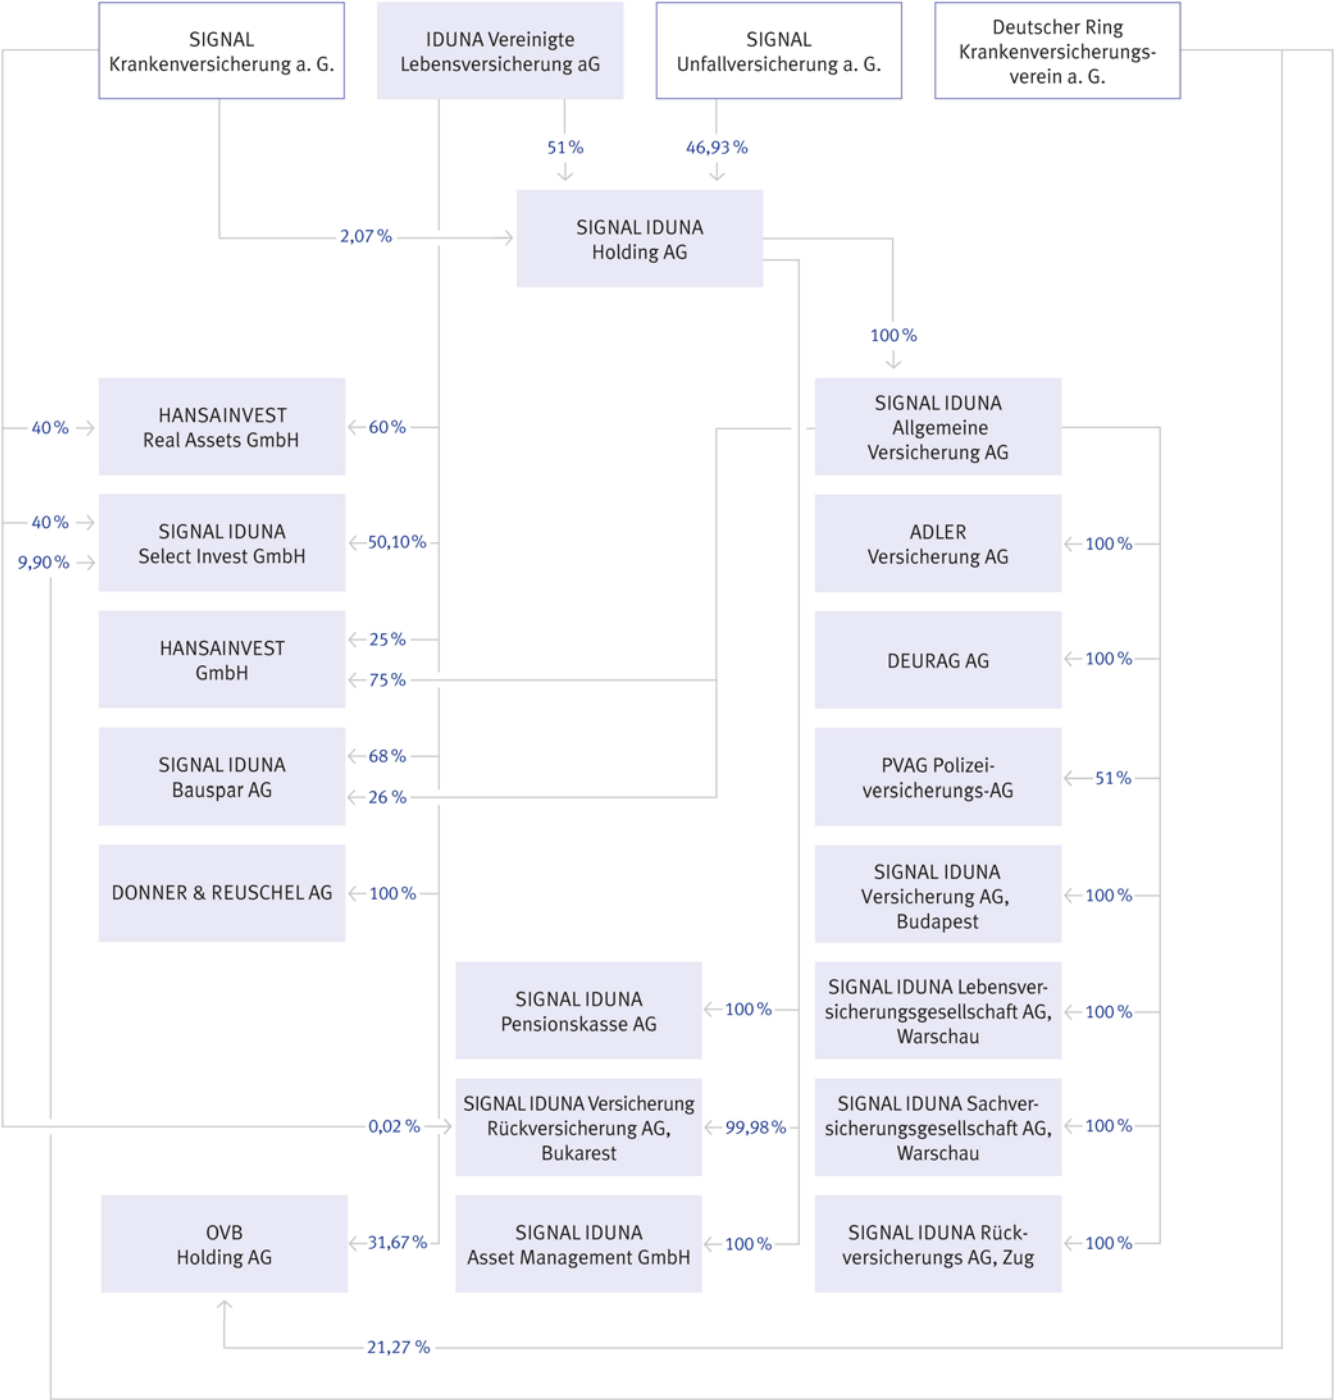 SIGNAL
Krankenversicherung a. G.
IDUNA Vereinigte
Lebensversicherung aG
SIGNAL
Unfallversicherung a. G.
Deutscher Ring
Krankenversicherungs-
verein a. G.
51 %
46,93 %
2,07 %
SIGNAL IDUNA
Holding AG
100 %
40 %
HANSAINVEST
Real Assets GmbH
60 %
SIGNAL IDUNA
Allgemeine
Versicherung AG
40 %
9,90 %
SIGNAL IDUNA
Select Invest GmbH
50,10 %
ADLER
Versicherung AG
100 %
HANSAINVEST
GmbH
25 %
75 %
DEURAG AG
100 %
SIGNAL IDUNA
Bauspar AG
68 %
26 %
PVAG Polizei-
versicherungs-AG
51 %
DONNER & REUSCHEL AG
100 %
SIGNAL IDUNA
Versicherung AG,
Budapest
100 %
SIGNAL IDUNA
Pensionskasse AG
100 %
SIGNAL IDUNA Lebensver-
sicherungsgesellschaft AG,
Warschau
100 %
0,02 %
SIGNAL IDUNA Versicherung
Rückversicherung AG,
Bukarest
99,98 %
SIGNAL IDUNA Sachver-
sicherungsgesellschaft AG,
Warschau
100 %
OVB
Holding AG
31,67 %
SIGNAL IDUNA
Asset Management GmbH
100 %
SIGNAL IDUNA Rück-
versicherungs AG, Zug
100 %
21,27 %